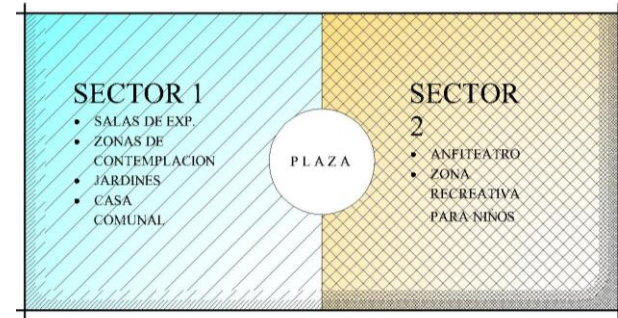 SECTOR 1
• SALAS DE EXP.
• ZONAS DE
CONTEMPLACION
• JARDINES
• CASA
COMUNAL
PLAZA
SECTOR
2
• ANFITEATRO
• ZONA
RECREATIVA
PARA NIÑOS